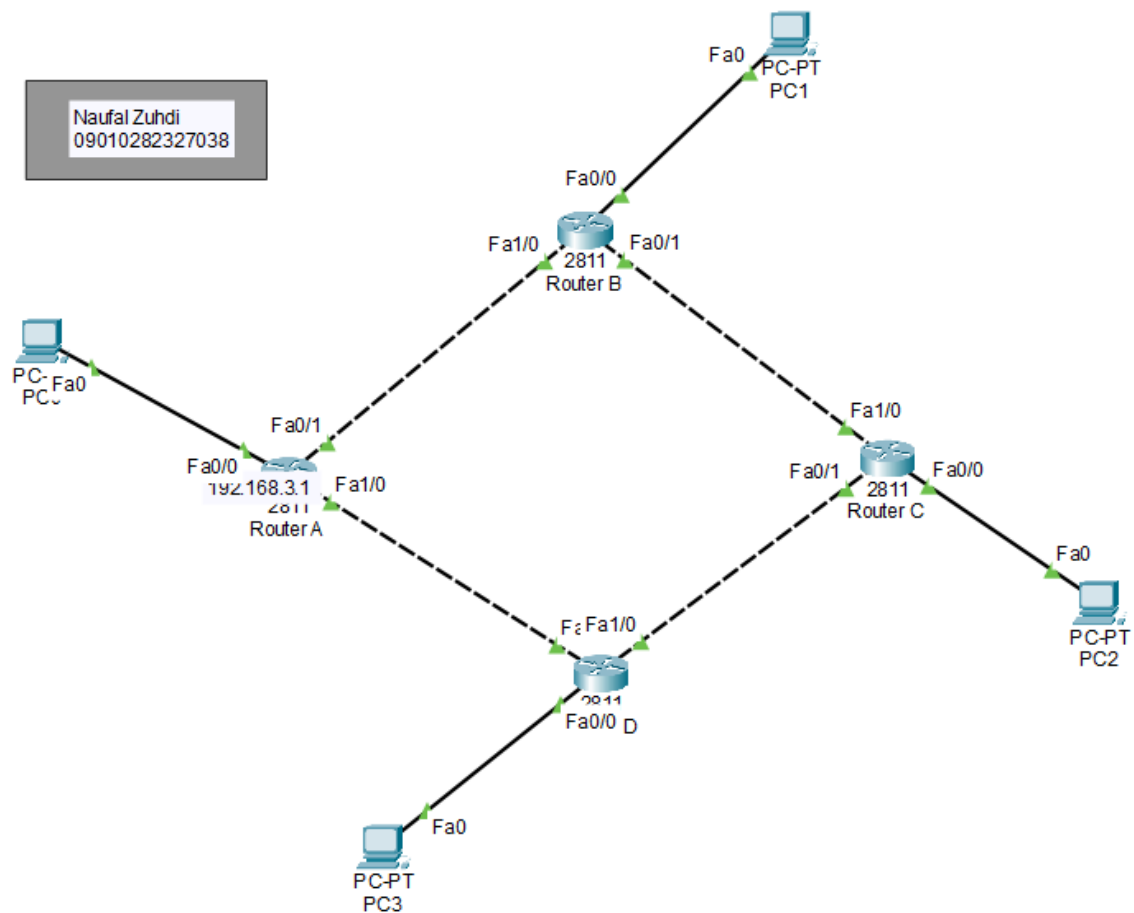 Fa0
PC-PT
PC1
Naufal Zuhdi
09010282327038
Fa0/0
Fa1/0
Fa0/1
2811
Router B
Fa0
Fa0/1
Fa0/0
192.168.3.1
Fa1/0
2811
Router A
Fa1/0
Fa0/1
Fa0/0
2811
Router C
Fa0
PC-PT
PC2
Fa1/0
2811
Fa0/0
D
Fa0
PC-PT
PC3